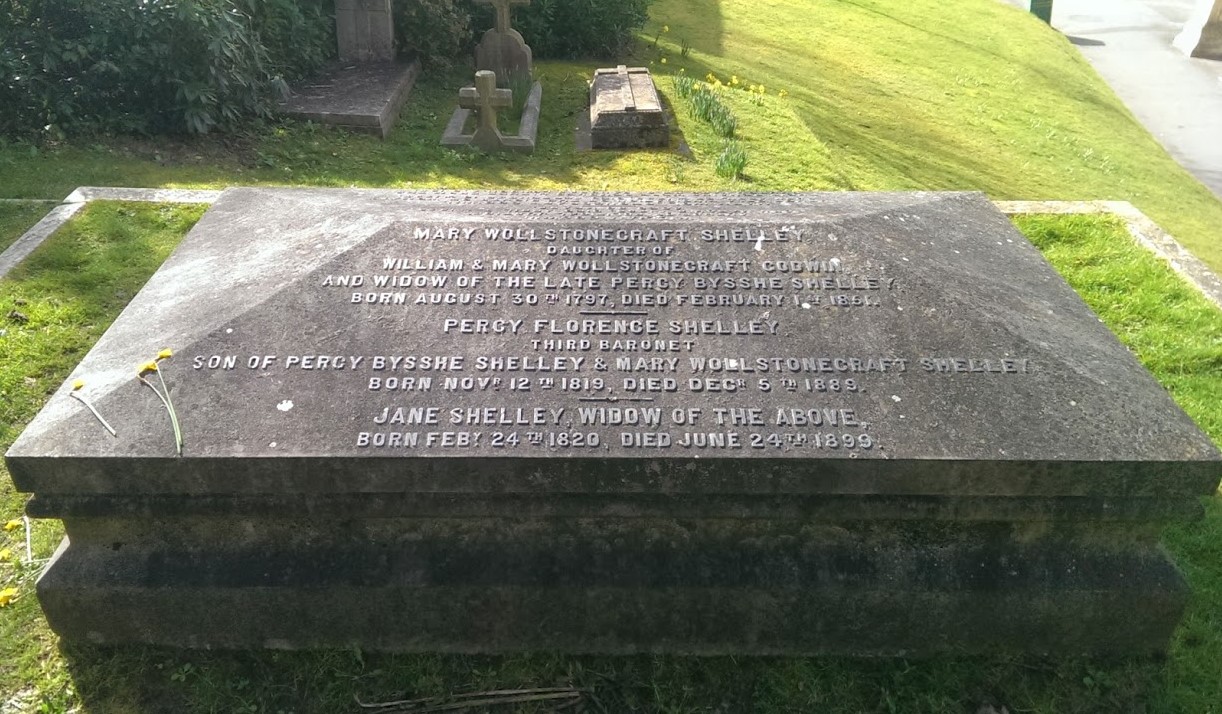 MARY WOLLSTONECRAFT SHELLEY,
DAUGHTER OF
WILLIAM & MARY WOLLSTONECRAFT GODWIN,
AND WIDOW OF THE LATE PERCY BYSSHE SHELLEY.
BORN AUGUST 30TH 1797, DIED FEBRUARY 1ST 1851.
PERCY FLORENCE SHELLEY,
THIRD BARONET
SON OF PERCY BYSSHE SHELLEY & MARY WOLLSTONECRAFT SHELLEY.
BORN NOVR 12TH 1819, DIED DECR 5TH 1889.
JANE SHELLEY, WIDOW OF THE ABOVE,
BORN FEBY 24TH 1820, DIED JUNE 24TH 1899.